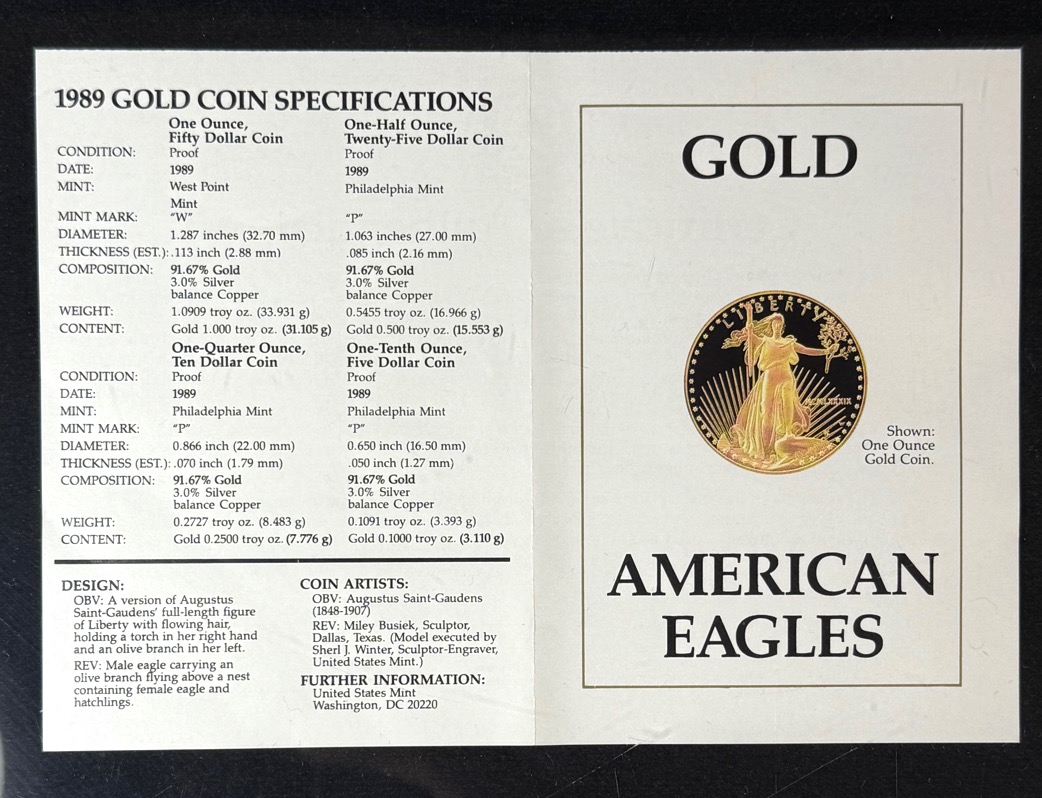 1989 GOLD COIN SPECIFICATIONS
One Ounce, One-Half Ounce,
Fifty Dollar Coin Twenty-Five Dollar Coin
CONDITION: Proof Proof
DATE: 1989 1989
MINT: West Point Philadelphia Mint
Mint
MINT MARK: "W" "P"
DIAMETER: 1.287 inches (32.70 mm) 1.063 inches (27.00 mm)
THICKNESS (EST.): .113 inch (2.88 mm) .085 inch (2.16 mm)
COMPOSITION: 91.67% Gold 91.67% Gold
3.0% Silver 3.0% Silver
balance Copper balance Copper
WEIGHT: 1.0909 troy oz. (33.931 g) 0.5455 troy oz. (16.966 g)
CONTENT: Gold 1.000 troy oz. (31.105 g) Gold 0.500 troy oz. (15.553 g)
One-Quarter Ounce, One-Tenth Ounce,
Ten Dollar Coin Five Dollar Coin
CONDITION: Proof Proof
DATE: 1989 1989
MINT: Philadelphia Mint Philadelphia Mint
MINT MARK: "P" "P"
DIAMETER: 0.866 inch (22.00 mm) 0.650 inch (16.50 mm)
THICKNESS (EST.): .070 inch (1.79 mm) .050 inch (1.27 mm)
COMPOSITION: 91.67% Gold 91.67% Gold
3.0% Silver 3.0% Silver
balance Copper balance Copper
WEIGHT: 0.2727 troy oz. (8.483 g) 0.1091 troy oz. (3.393 g)
CONTENT: Gold 0.2500 troy oz. (7.776 g) Gold 0.1000 troy oz. (3.110 g)
DESIGN:
OBV: A version of Augustus
Saint-Gaudens' full-length figure
of Liberty with flowing hair,
holding a torch in her right hand
and an olive branch in her left.
REV: Male eagle carrying an
olive branch flying above a nest
containing female eagle and
hatchlings.
COIN ARTISTS:
OBV: Augustus Saint-Gaudens
(1848-1907)
REV: Miley Busiek, Sculptor,
Dallas, Texas. (Model executed by
Sherl J. Winter, Sculptor-Engraver,
United States Mint.)
FURTHER INFORMATION:
United States Mint
Washington, DC 20220
GOLD
LIBERTY
MCMLXXXIX
Shown:
One Ounce
Gold Coin.
AMERICAN
EAGLES